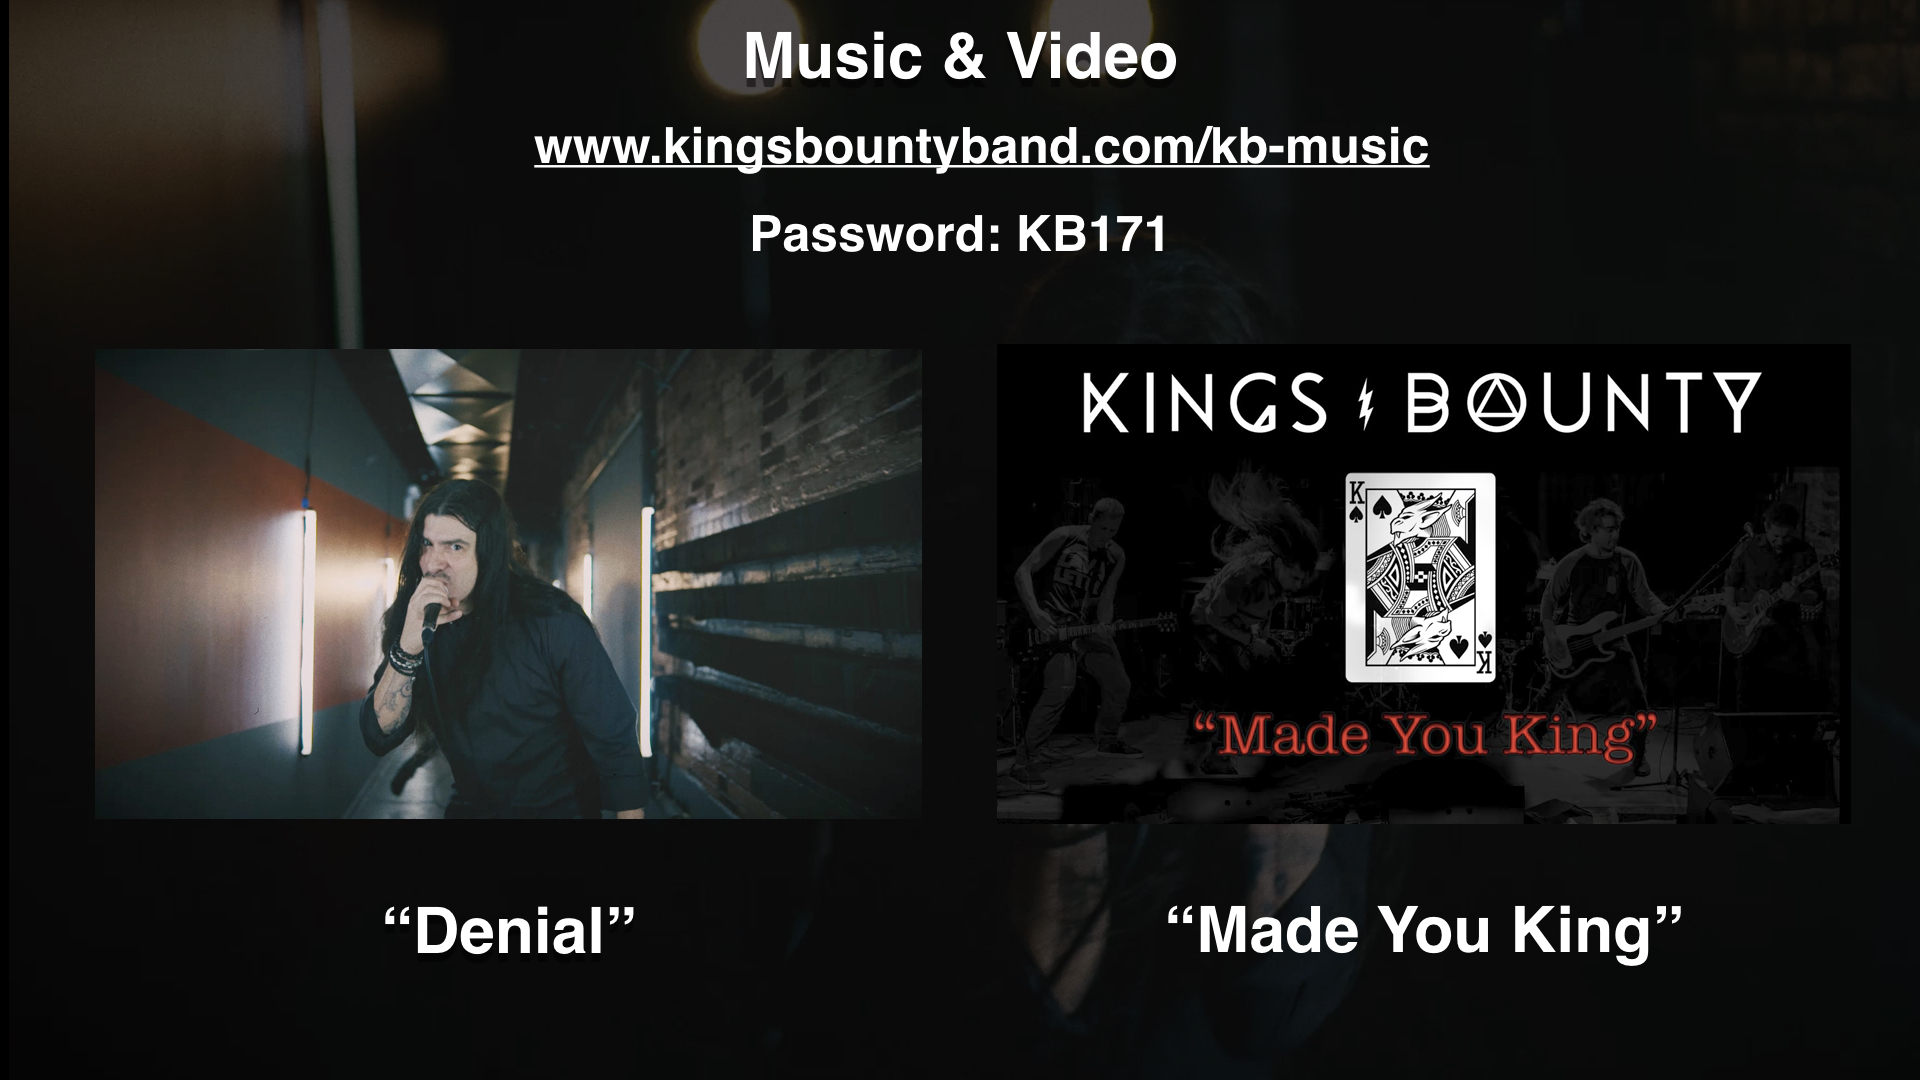 Music & Video
www.kingsbountyband.com/kb-music
Password: KB171
KINGS BOUNTY
K
K
“Made You King”
“Denial”
“Made You King”